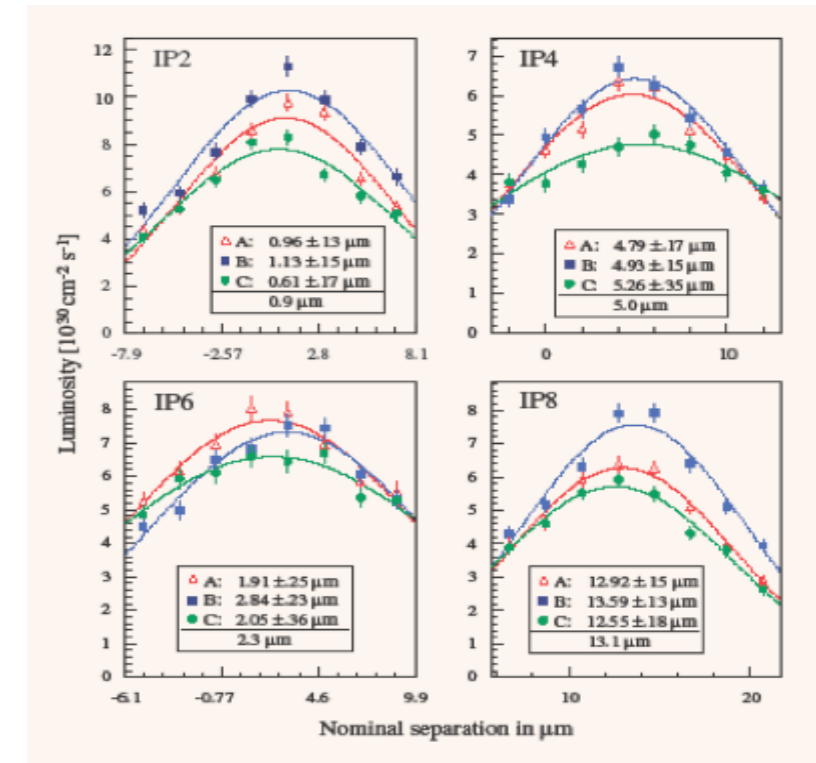 IP2
12
10
8
6
4
2
0
A: 0.96 ±.13 µm
B: 1.13 ±.15 µm
C: 0.61 ±.17 µm
0.9 µm
-7.9 -2.57 2.8 8.1
IP4
7
6
5
4
3
2
1
0
A: 4.79 ±.17 µm
B: 4.93 ±.15 µm
C: 5.26 ±.35 µm
5.0 µm
0 10
Luminosity [10³⁰ cm⁻² s⁻¹]
IP6
8
7
6
5
4
3
2
1
0
A: 1.91 ±.25 µm
B: 2.84 ±.23 µm
C: 2.05 ±.36 µm
2.3 µm
-6.1 -0.77 4.6 9.9
IP8
8
7
6
5
4
3
2
1
0
A: 12.92 ±.15 µm
B: 13.59 ±.13 µm
C: 12.55 ±.18 µm
13.1 µm
10 20
Nominal separation in µm